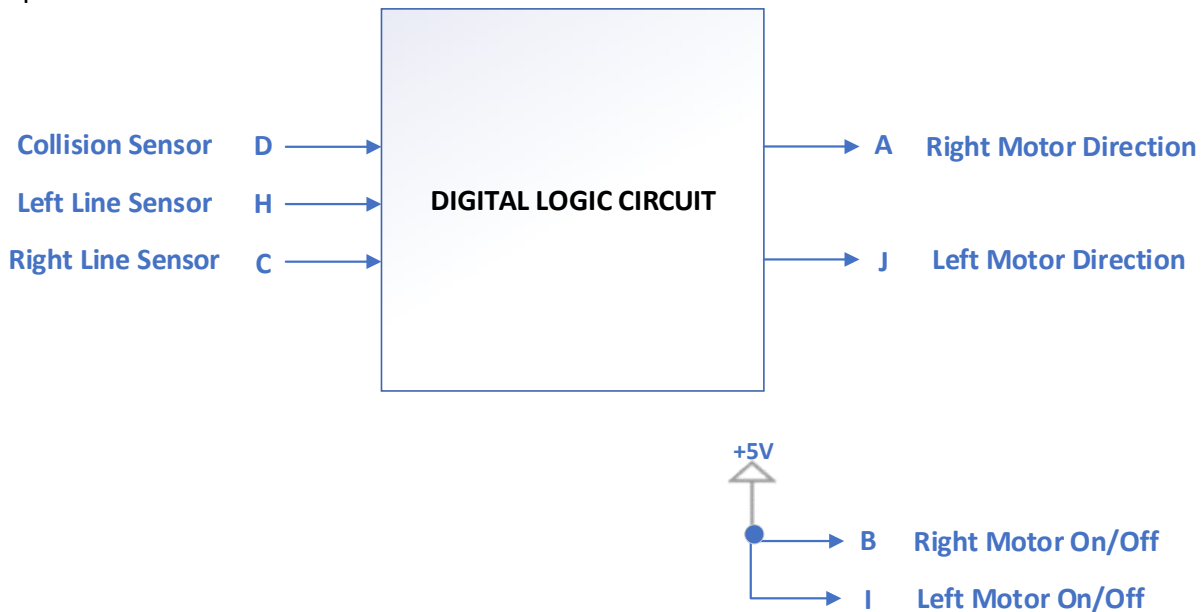 Collision Sensor D
Left Line Sensor H
Right Line Sensor C
DIGITAL LOGIC CIRCUIT
A Right Motor Direction
J Left Motor Direction
+5V
B Right Motor On/Off
I Left Motor On/Off